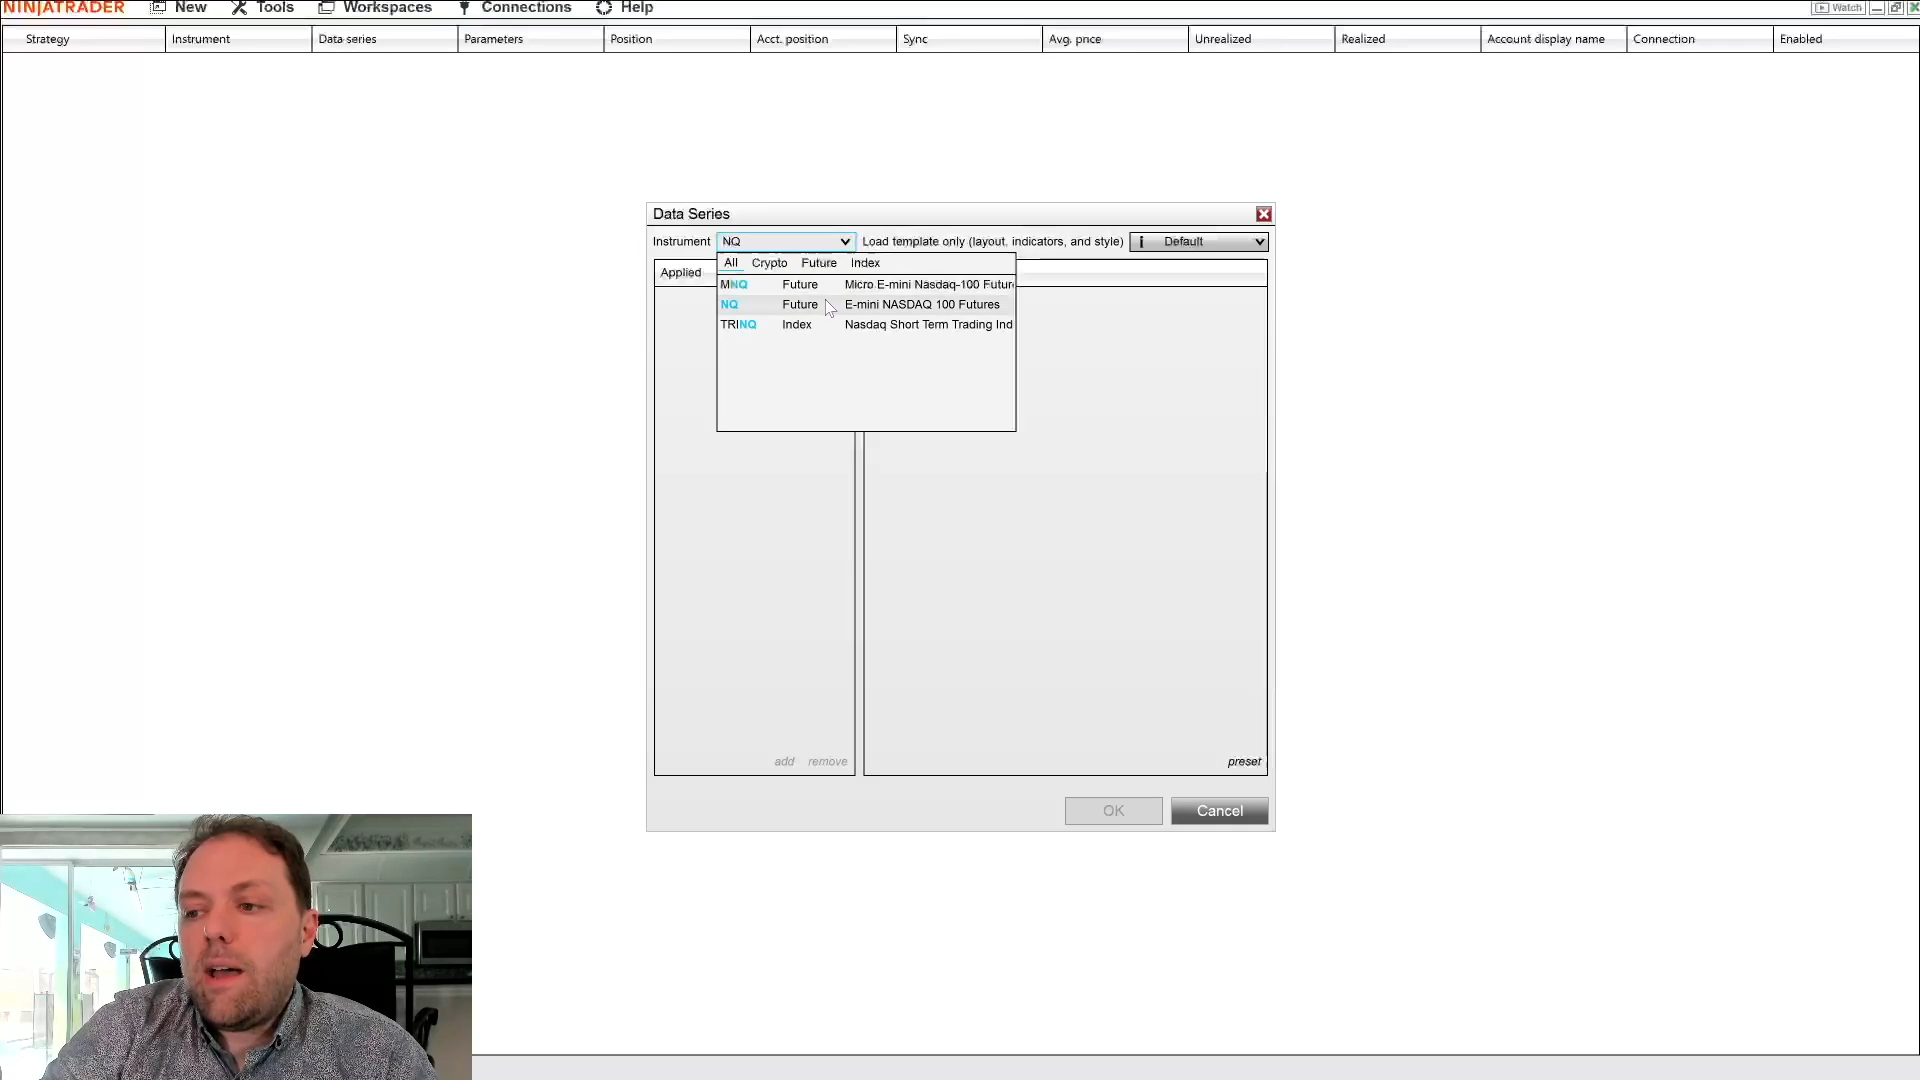 NINJATRADER New Tools Workspaces Connections Help Watch
Strategy Instrument Data series Parameters Position Acct. position Sync Avg. price Unrealized Realized Account display name Connection Enabled
Data Series
Instrument NQ Load template only (layout, indicators, and style) Default
All Crypto Future Index
Applied
MNQ Future Micro E-mini Nasdaq-100 Futur
NQ Future E-mini NASDAQ 100 Futures
TRINQ Index Nasdaq Short Term Trading Ind
add remove
preset
OK Cancel